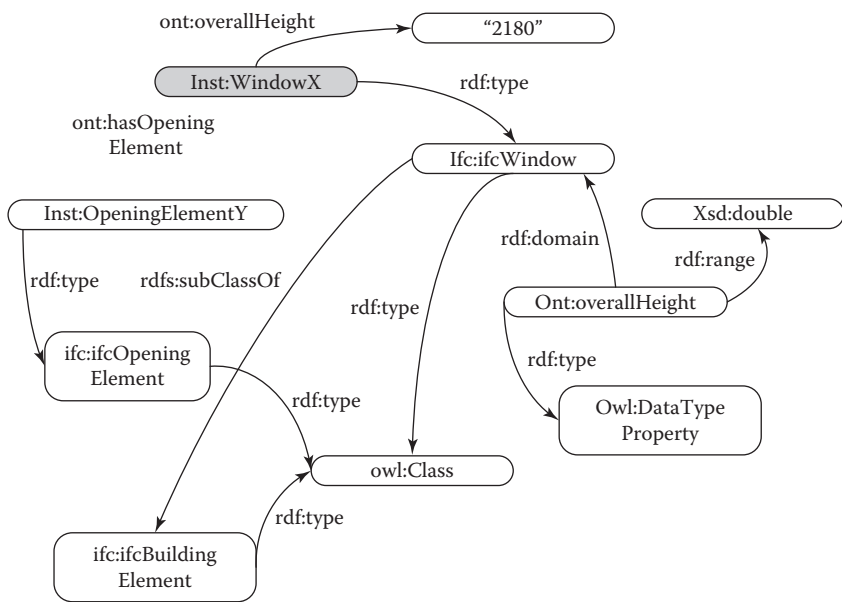 ont:overallHeight
“2180”
Inst:WindowX
rdf:type
ont:hasOpening
Element
Ifc:ifcWindow
Inst:OpeningElementY
Xsd:double
rdf:domain
rdf:range
rdf:type
rdfs:subClassOf
rdf:type
Ont:overallHeight
ifc:ifcOpening
Element
rdf:type
rdf:type
Owl:DataType
Property
owl:Class
rdf:type
ifc:ifcBuilding
Element